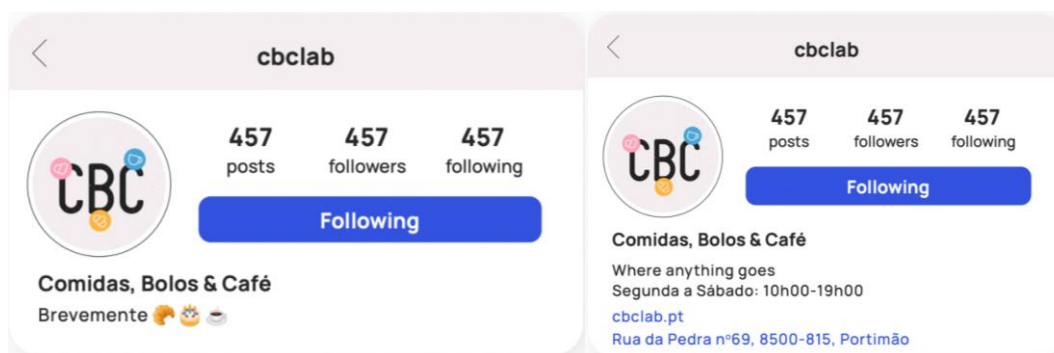 cbclab
CBC
457 457 457
posts followers following
Following
Comidas, Bolos & Café
Brevemente 🥐 🎂 ☕
cbclab
CBC
457 457 457
posts followers following
Following
Comidas, Bolos & Café
Where anything goes
Segunda a Sábado: 10h00-19h00
cbclab.pt
Rua da Pedra nº69, 8500-815, Portimão